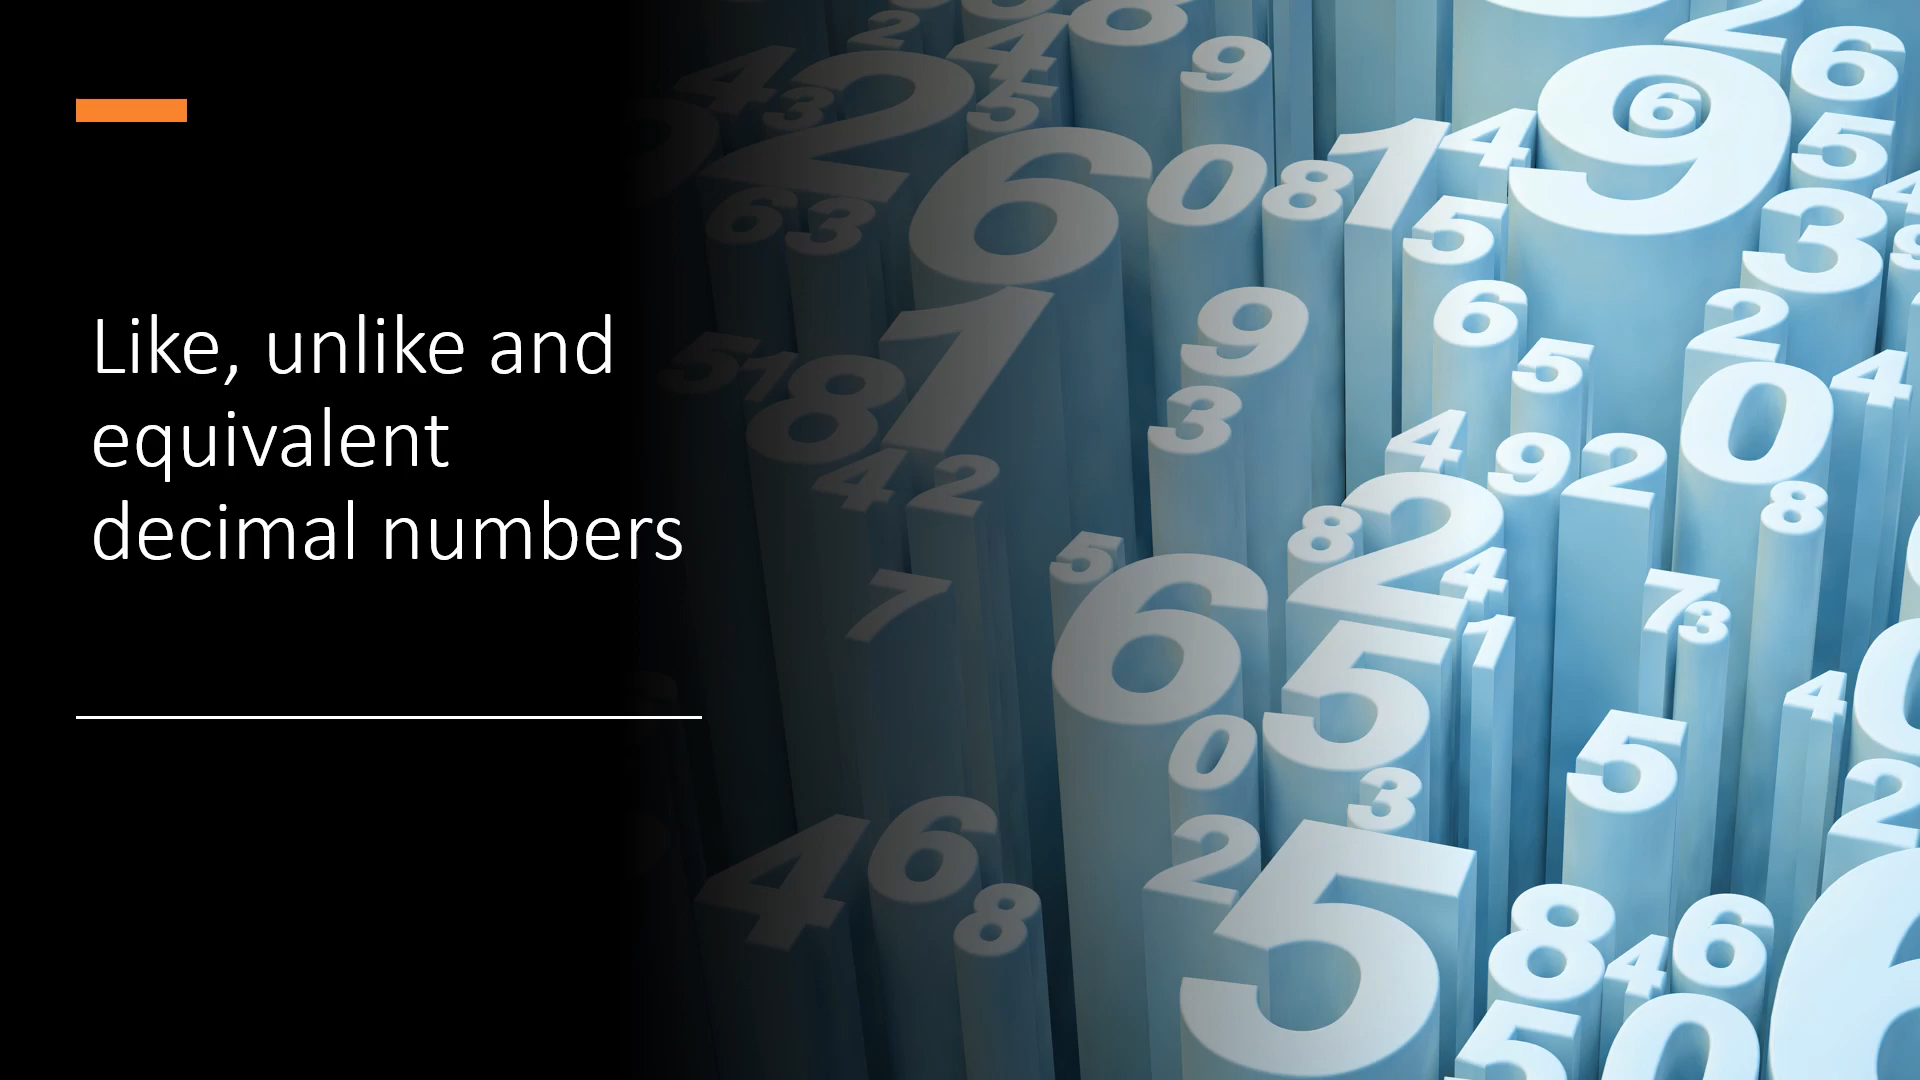 Like, unlike and
equivalent
decimal numbers